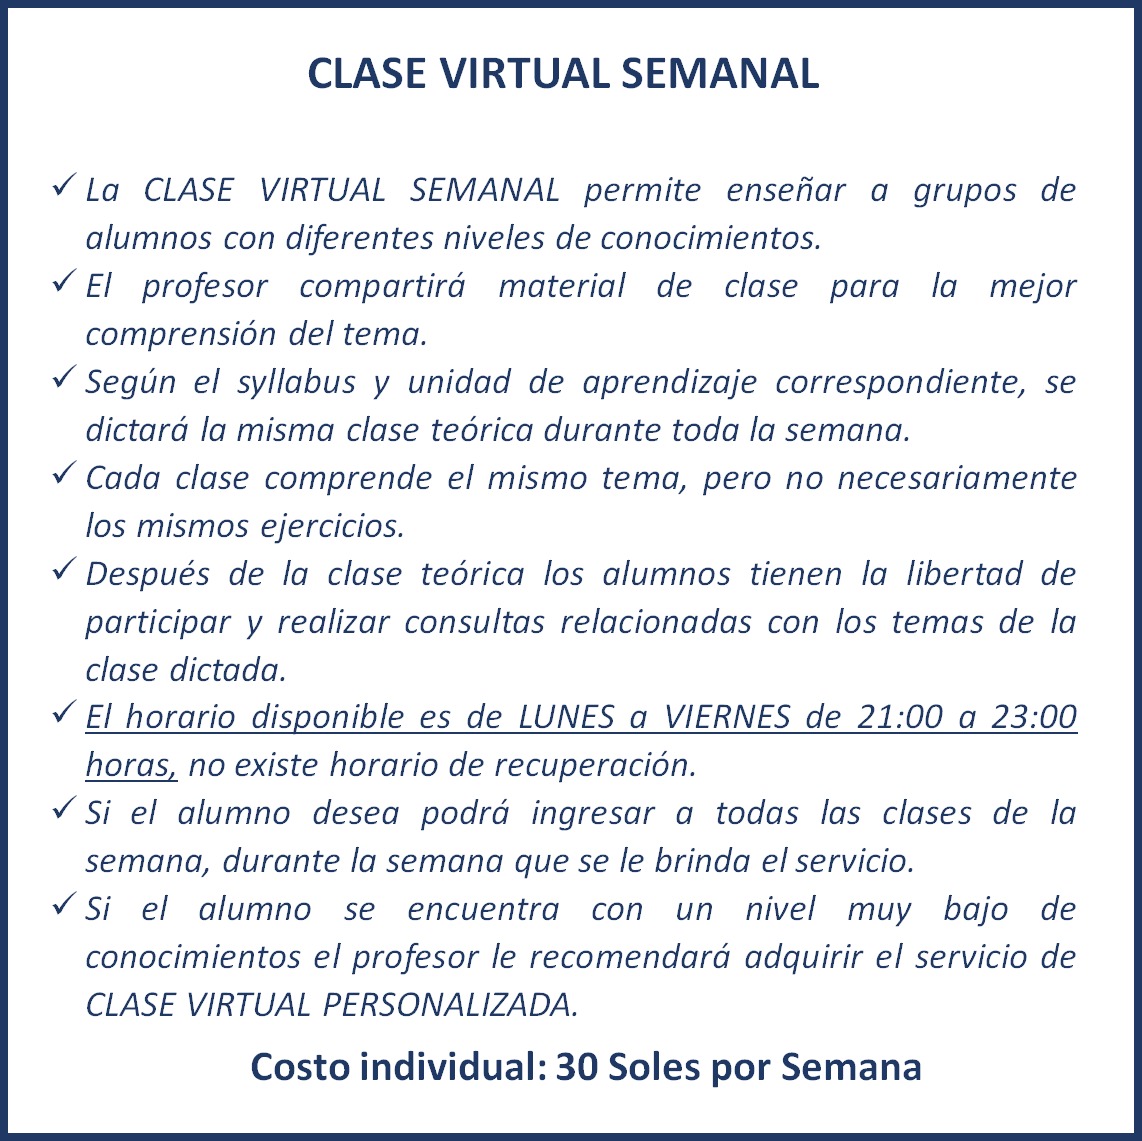 CLASE VIRTUAL SEMANAL
✓ La CLASE VIRTUAL SEMANAL permite enseñar a grupos de
alumnos con diferentes niveles de conocimientos.
✓ El profesor compartirá material de clase para la mejor
comprensión del tema.
✓ Según el syllabus y unidad de aprendizaje correspondiente, se
dictará la misma clase teórica durante toda la semana.
✓ Cada clase comprende el mismo tema, pero no necesariamente
los mismos ejercicios.
✓ Después de la clase teórica los alumnos tienen la libertad de
participar y realizar consultas relacionadas con los temas de la
clase dictada.
✓ El horario disponible es de LUNES a VIERNES de 21:00 a 23:00
horas, no existe horario de recuperación.
✓ Si el alumno desea podrá ingresar a todas las clases de la
semana, durante la semana que se le brinda el servicio.
✓ Si el alumno se encuentra con un nivel muy bajo de
conocimientos el profesor le recomendará adquirir el servicio de
CLASE VIRTUAL PERSONALIZADA.
Costo individual: 30 Soles por Semana